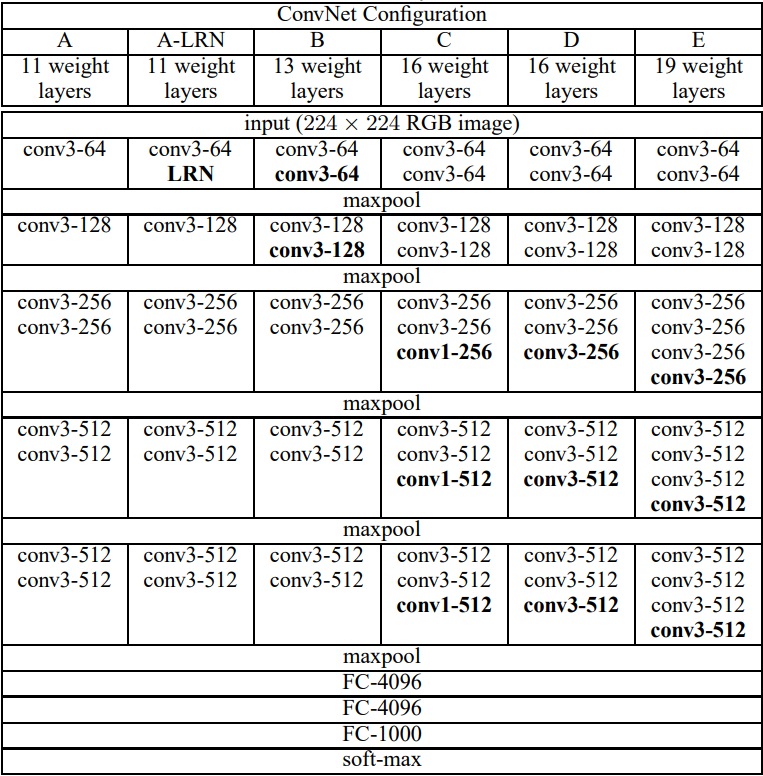 ConvNet Configuration
A A-LRN B C D E
11 weight 11 weight 13 weight 16 weight 16 weight 19 weight
layers layers layers layers layers layers
input (224 × 224 RGB image)
conv3-64 conv3-64 conv3-64 conv3-64 conv3-64 conv3-64
LRN conv3-64 conv3-64 conv3-64 conv3-64
maxpool
conv3-128 conv3-128 conv3-128 conv3-128 conv3-128 conv3-128
conv3-128 conv3-128 conv3-128 conv3-128
maxpool
conv3-256 conv3-256 conv3-256 conv3-256 conv3-256 conv3-256
conv3-256 conv3-256 conv3-256 conv3-256 conv3-256 conv3-256
conv1-256 conv3-256 conv3-256
conv3-256
maxpool
conv3-512 conv3-512 conv3-512 conv3-512 conv3-512 conv3-512
conv3-512 conv3-512 conv3-512 conv3-512 conv3-512 conv3-512
conv1-512 conv3-512 conv3-512
conv3-512
maxpool
conv3-512 conv3-512 conv3-512 conv3-512 conv3-512 conv3-512
conv3-512 conv3-512 conv3-512 conv3-512 conv3-512 conv3-512
conv1-512 conv3-512 conv3-512
conv3-512
maxpool
FC-4096
FC-4096
FC-1000
soft-max